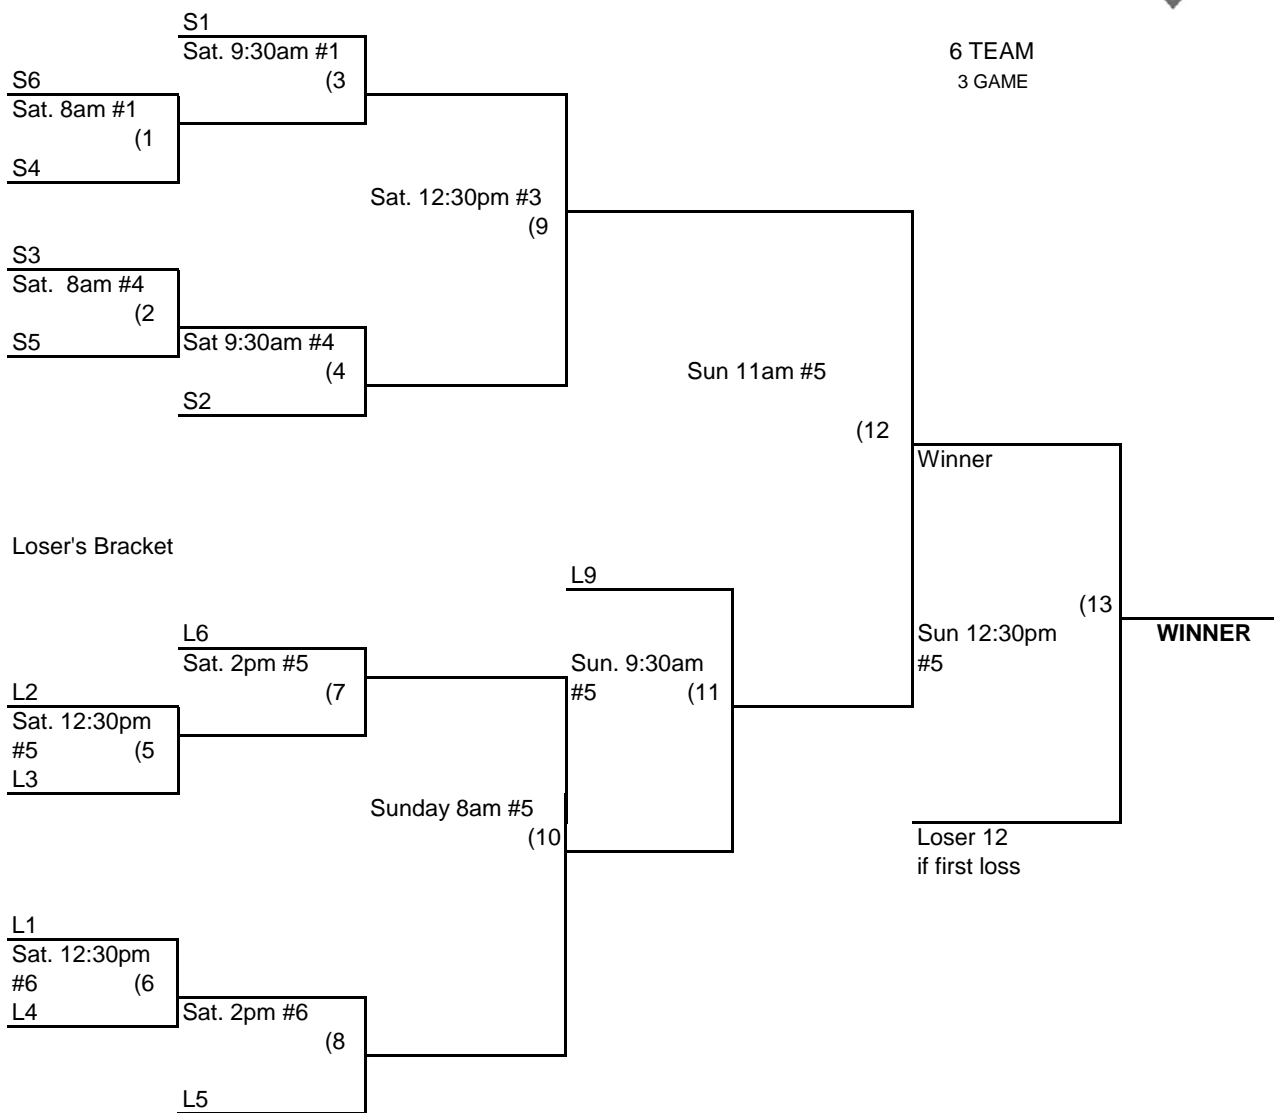 S1
Sat. 9:30am #1
(3
6 TEAM
3 GAME
S6
Sat. 8am #1
(1
S4
Sat. 12:30pm #3
(9
S3
Sat.  8am #4
(2
S5
Sat 9:30am #4
(4
S2
Sun 11am #5
(12
Winner
Loser's Bracket
L9
(13
L6
Sat. 2pm #5
(7
Sun. 9:30am
#5 (11
Sun 12:30pm
#5
WINNER
L2
Sat. 12:30pm
#5 (5
L3
Sunday 8am #5
(10
Loser 12
if first loss
L1
Sat. 12:30pm
#6 (6
L4
Sat. 2pm #6
(8
L5